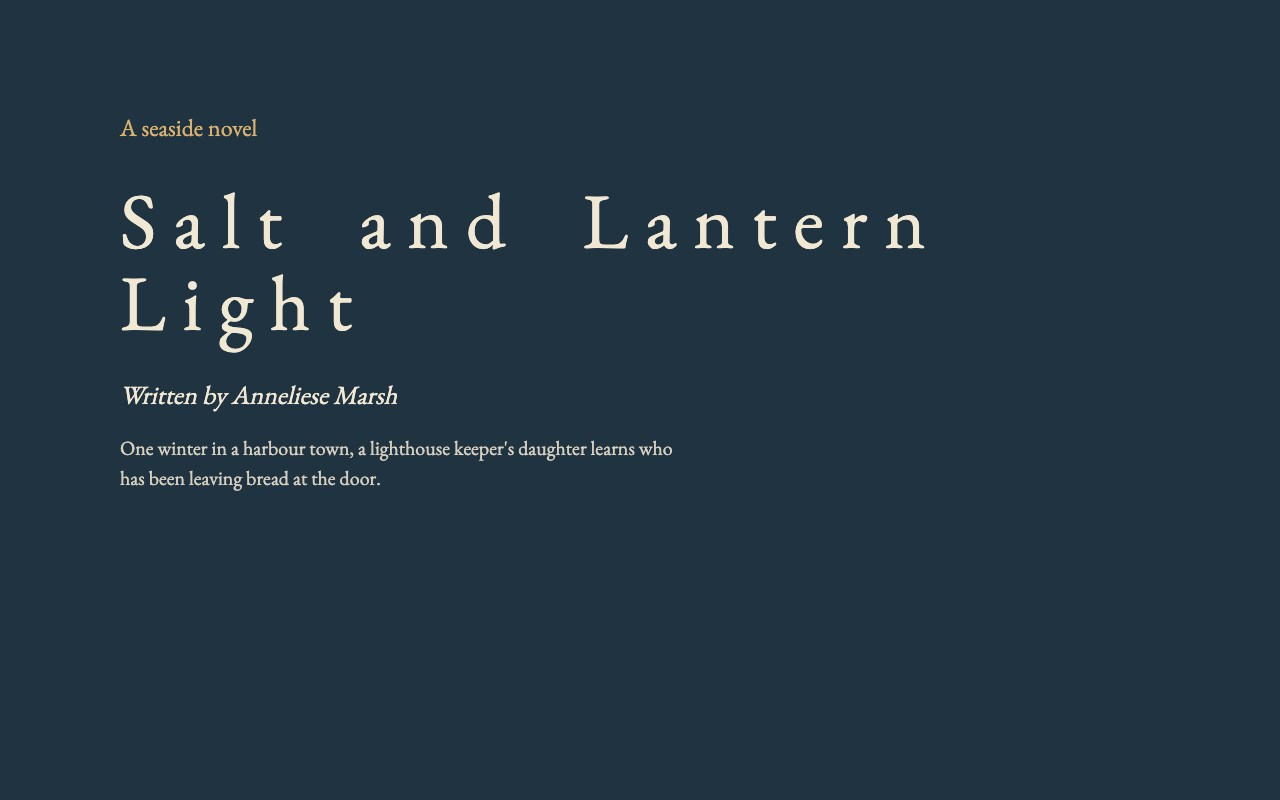 A seaside novel
Salt and Lantern
Light
Written by Anneliese Marsh
One winter in a harbour town, a lighthouse keeper's daughter learns who
has been leaving bread at the door.